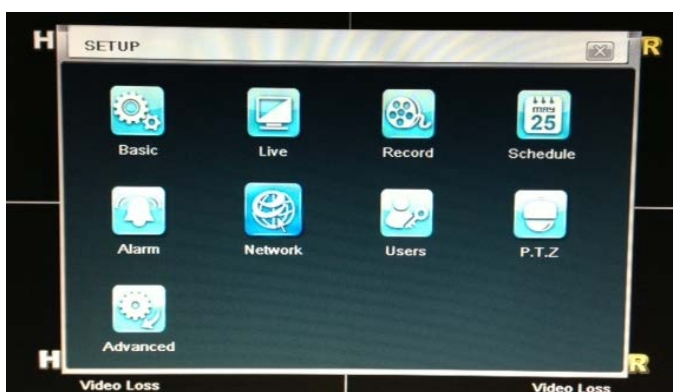 H
SETUP
R
MAY
25
Basic
Live
Record
Schedule
Alarm
Network
Users
P.T.Z
Advanced
H
R
Video Loss
Video Loss